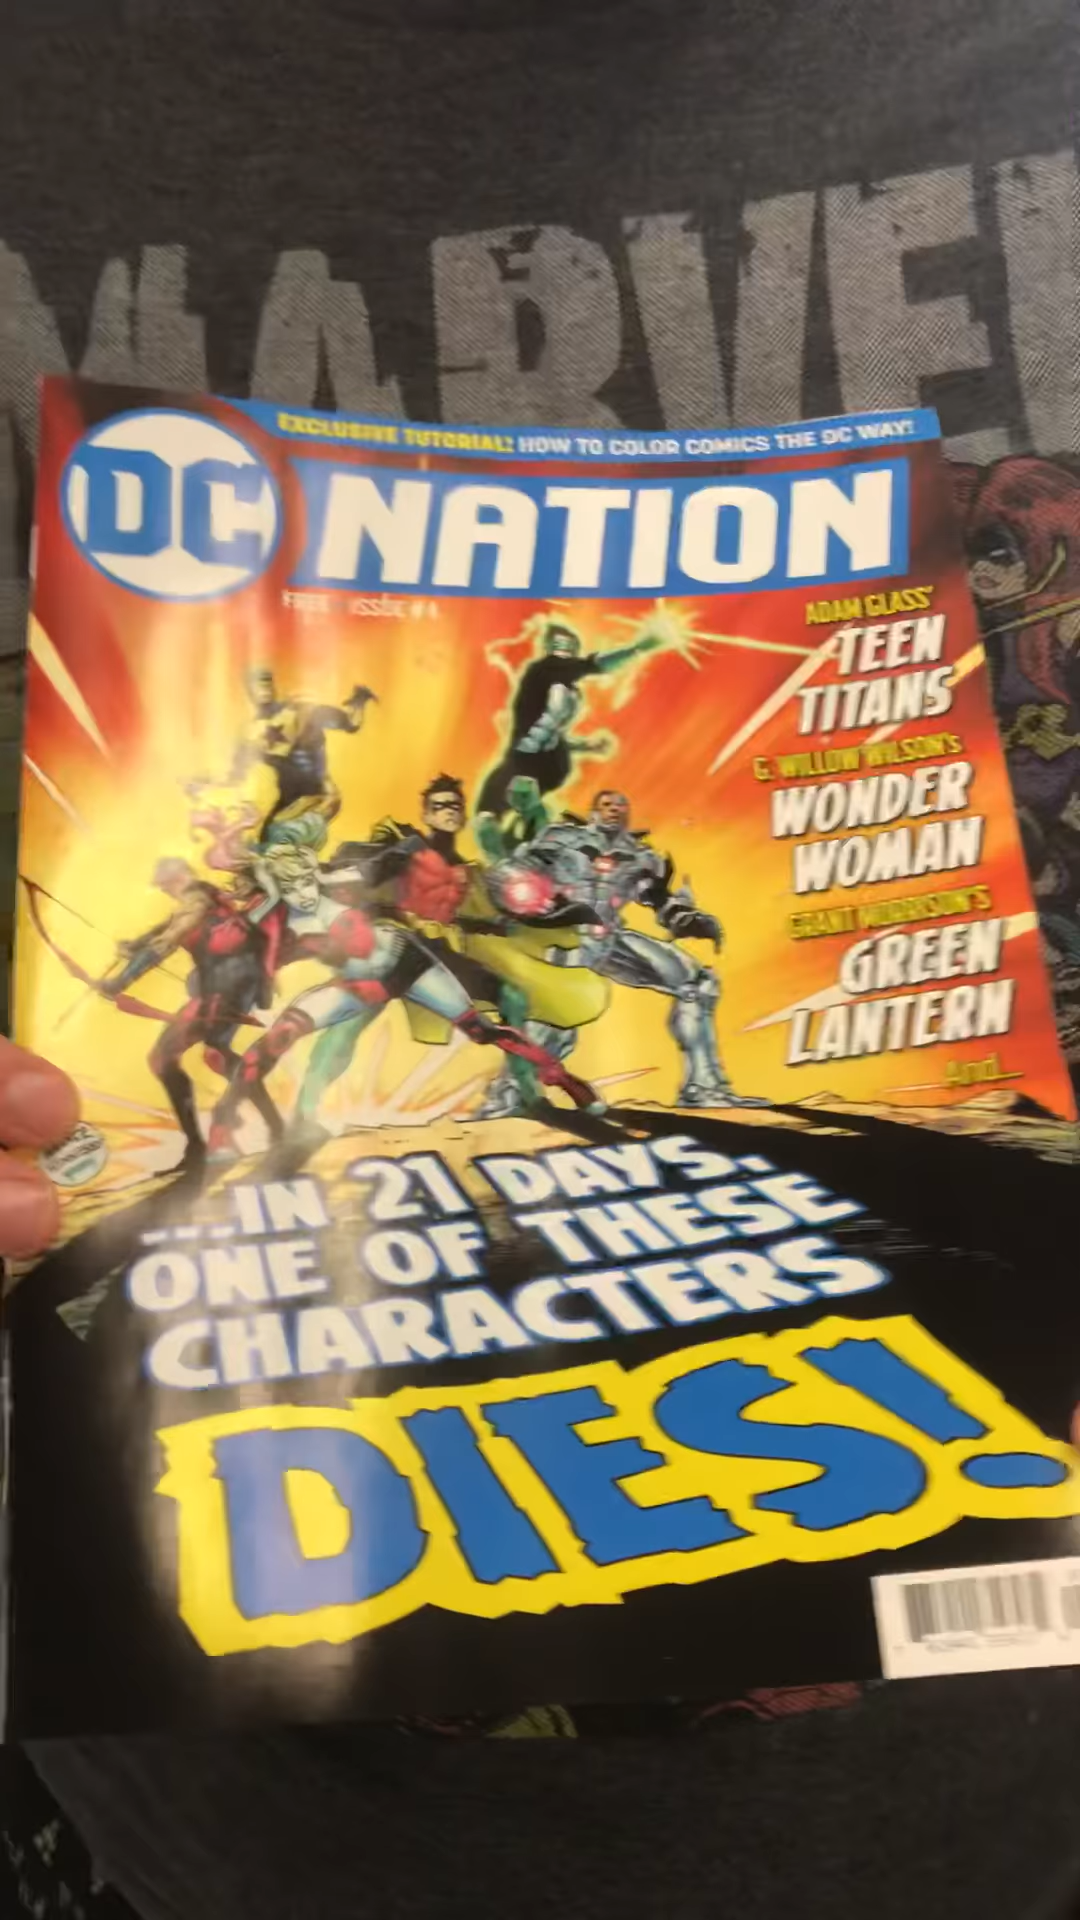 MARVEL
EXCLUSIVE TUTORIAL! HOW TO COLOR COMICS THE DC WAY!
DC NATION
FREE ISSUE #4
ADAM GLASS'
TEEN
TITANS
G. WILLOW WILSON'S
WONDER
WOMAN
GRANT MORRISON'S
GREEN
LANTERN
And...
...IN 21 DAYS,
ONE OF THESE
CHARACTERS
DIES!